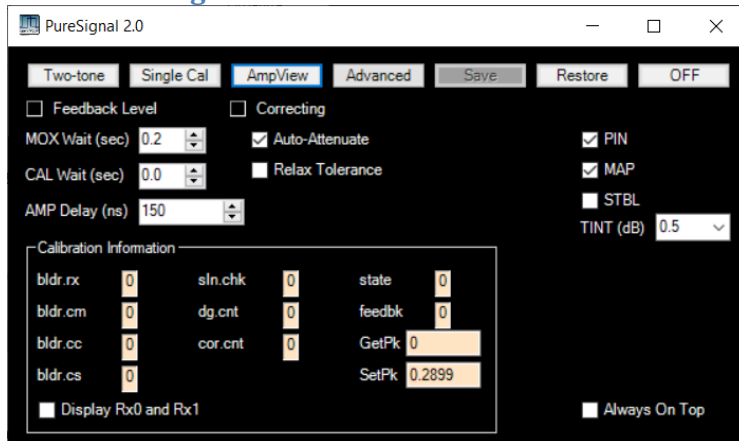 PureSignal 2.0
Two-tone Single Cal AmpView Advanced Save Restore OFF
Feedback Level Correcting
MOX Wait (sec) 0.2 Auto-Attenuate PIN
CAL Wait (sec) 0.0 Relax Tolerance MAP
STBL
AMP Delay (ns) 150
TINT (dB) 0.5
Calibration Information
bldr.rx 0 sln.chk 0 state 0
bldr.cm 0 dg.cnt 0 feedbk 0
bldr.cc 0 cor.cnt 0 GetPk 0
bldr.cs 0 SetPk 0.2899
Display Rx0 and Rx1 Always On Top